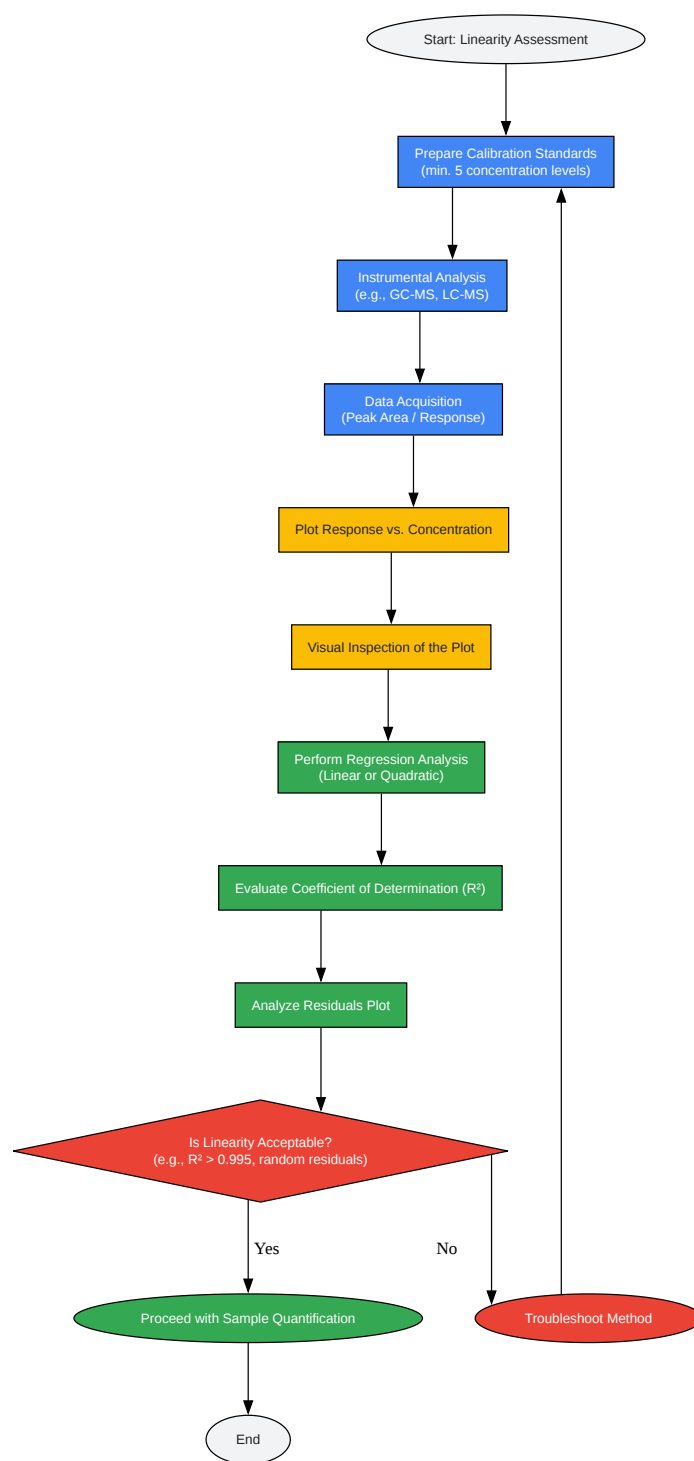 Start: Linearity Assessment
Prepare Calibration Standards
(min. 5 concentration levels)
Instrumental Analysis
(e.g., GC-MS, LC-MS)
Data Acquisition
(Peak Area / Response)
Plot Response vs. Concentration
Visual Inspection of the Plot
Perform Regression Analysis
(Linear or Quadratic)
Evaluate Coefficient of Determination (R²)
Analyze Residuals Plot
Is Linearity Acceptable?
(e.g., R² > 0.995, random residuals)
Yes
No
Proceed with Sample Quantification
Troubleshoot Method
End